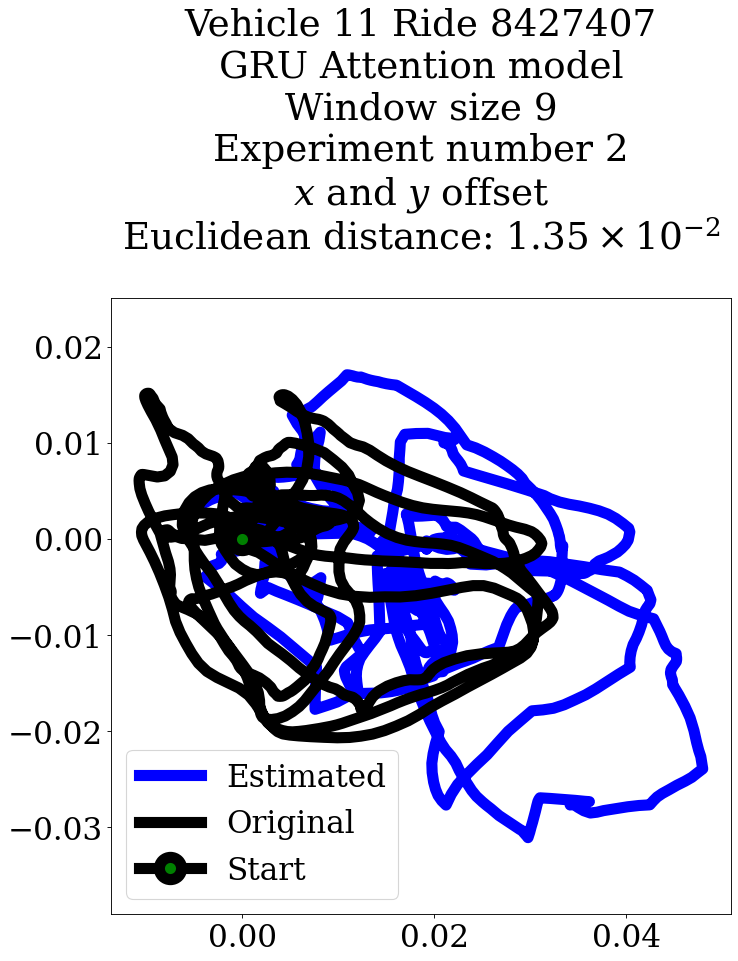 Vehicle 11 Ride 8427407
GRU Attention model
Window size 9
Experiment number 2
x and y offset
Euclidean distance: 1.35 × 10⁻²
0.02
0.01
0.00
−0.01
−0.02
−0.03
Estimated
Original
Start
0.00 0.02 0.04